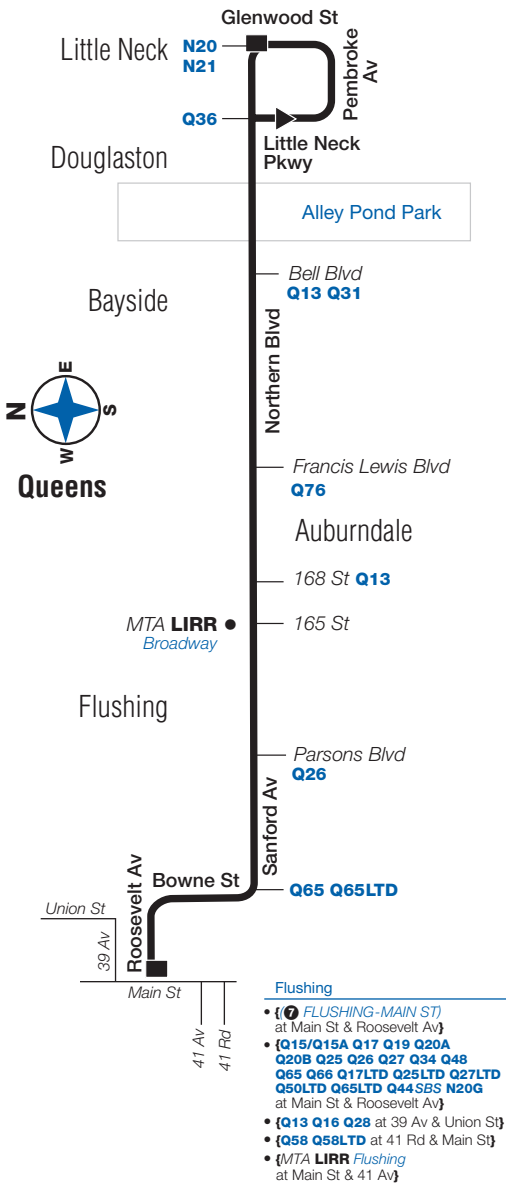 Glenwood St
Little Neck
N20
N21
Pembroke
Av
Q36
Little Neck
Pkwy
Douglaston
Alley Pond Park
Bell Blvd
Q13 Q31
Bayside
Northern Blvd
N
E
S
W
Queens
Francis Lewis Blvd
Q76
Auburndale
168 St Q13
MTA LIRR
Broadway
165 St
Flushing
Parsons Blvd
Q26
Sanford Av
Roosevelt Av
Bowne St
Q65 Q65LTD
Union St
39 Av
Main St
41 Av
41 Rd
Flushing
• {(7 FLUSHING-MAIN ST)
at Main St & Roosevelt Av}
• {Q15/Q15A Q17 Q19 Q20A
Q20B Q25 Q26 Q27 Q34 Q48
Q65 Q66 Q17LTD Q25LTD Q27LTD
Q50LTD Q65LTD Q44SBS N20G
at Main St & Roosevelt Av}
• {Q13 Q16 Q28 at 39 Av & Union St}
• {Q58 Q58LTD at 41 Rd & Main St}
• {MTA LIRR Flushing
at Main St & 41 Av}